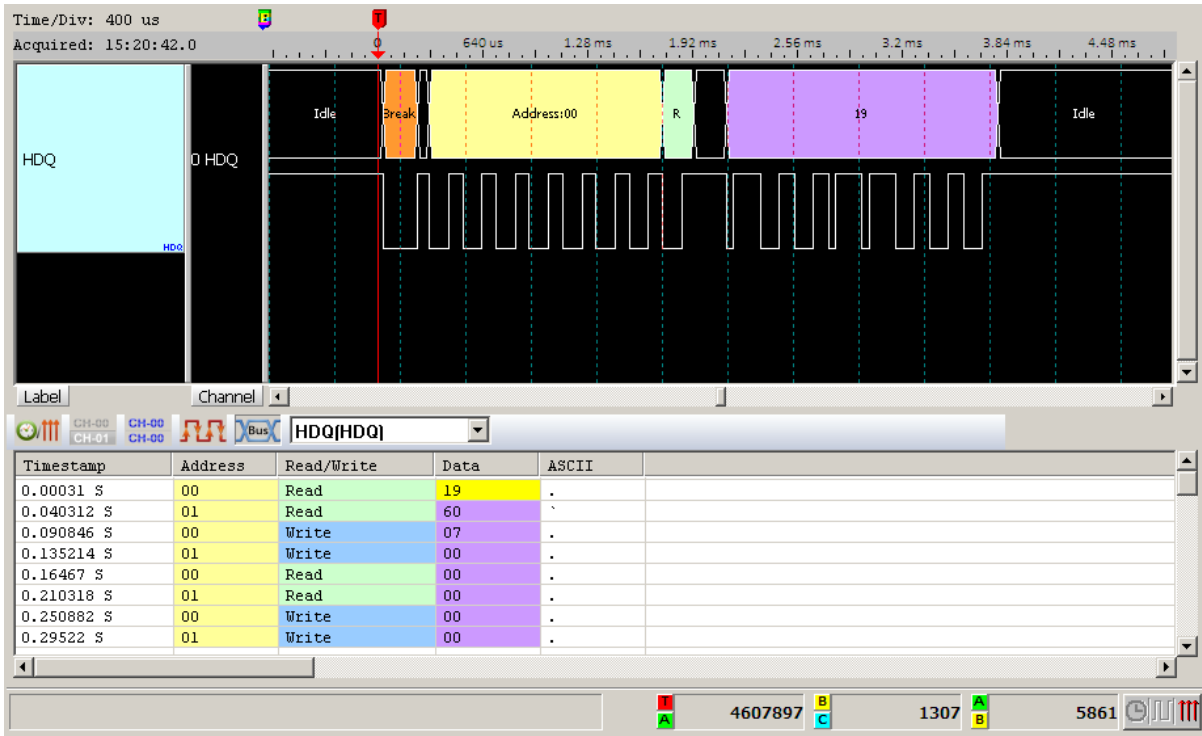 Time/Div: 400 us
T
Acquired: 15:20:42.0
0 640 us 1.28 ms 1.92 ms 2.56 ms 3.2 ms 3.84 ms 4.48 ms
Idle Break Address:00 R 19 Idle
HDQ 0 HDQ
HDQ
Label Channel
CH-00 CH-01 CH-00 CH-00 Bus HDQ(HDQ)
Timestamp Address Read/Write Data ASCII
0.00031 S 00 Read 19 .
0.040312 S 01 Read 60 `
0.090846 S 00 Write 07 .
0.135214 S 01 Write 00 .
0.16467 S 00 Read 00 .
0.210318 S 01 Read 00 .
0.250882 S 00 Write 00 .
0.29522 S 01 Write 00 .
T A 4607897 B C 1307 A B 5861